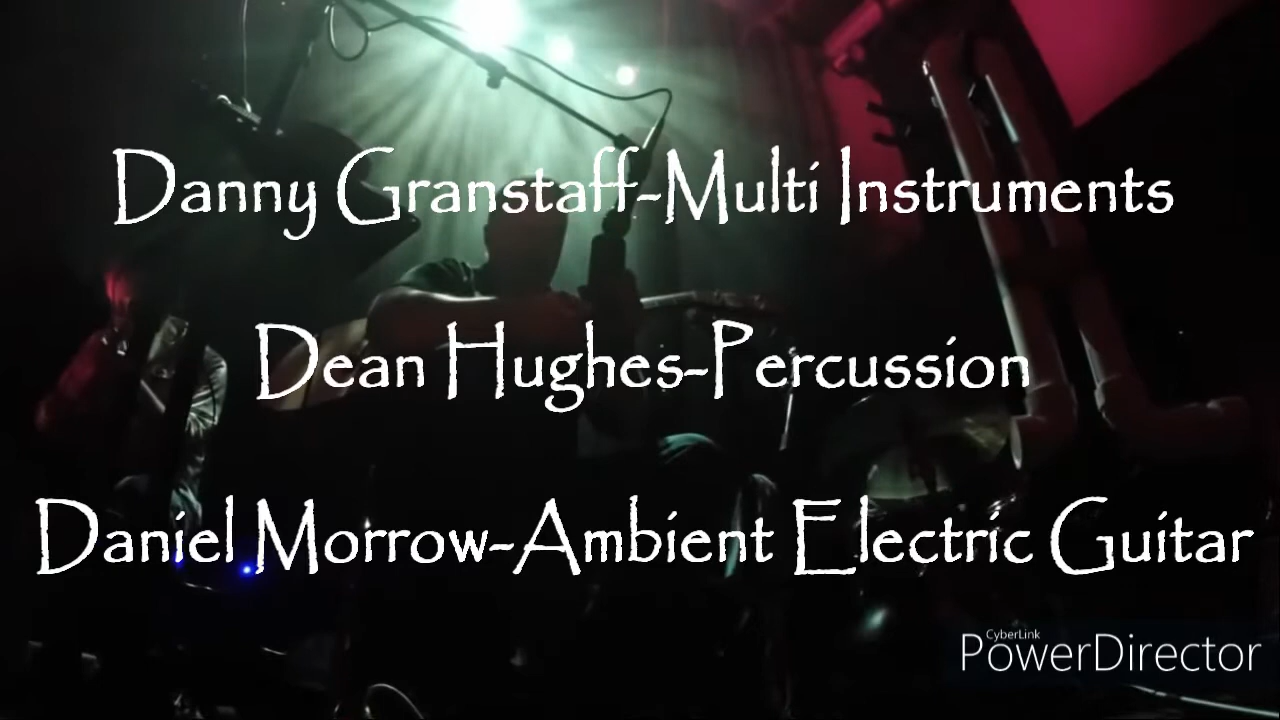 Danny Granstaff-Multi Instruments
Dean Hughes-Percussion
Daniel Morrow-Ambient Electric Guitar
CyberLink
PowerDirector